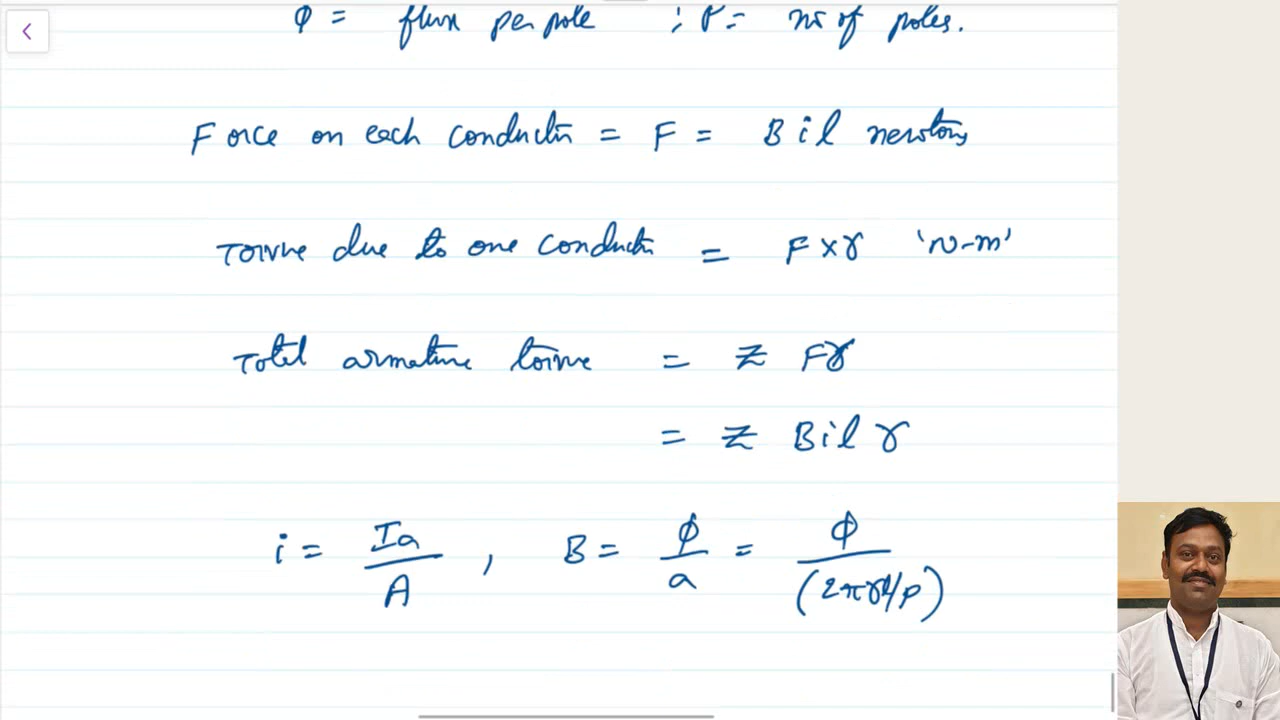 Φ = flux per pole ; P = no of poles.
Force on each conductor = F = B i l newtons
Torque due to one conductor = F × r 'N-m'
Total armature torque = Z F r
= Z B i l r
i = Ia/A , B = Φ/a = Φ/(2πrl/P)